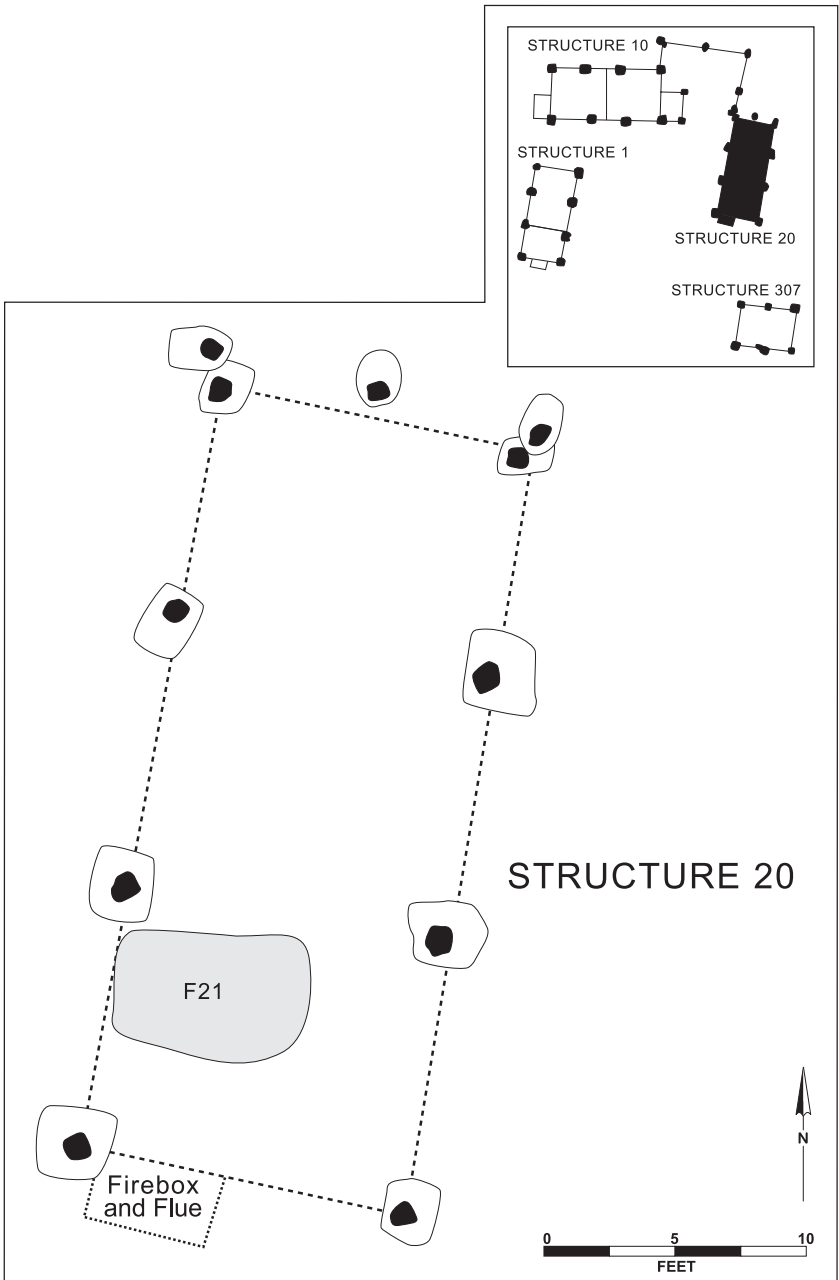 STRUCTURE 10
STRUCTURE 1
STRUCTURE 20
STRUCTURE 307
STRUCTURE 20
F21
Firebox
and Flue
N
0 5 10
FEET